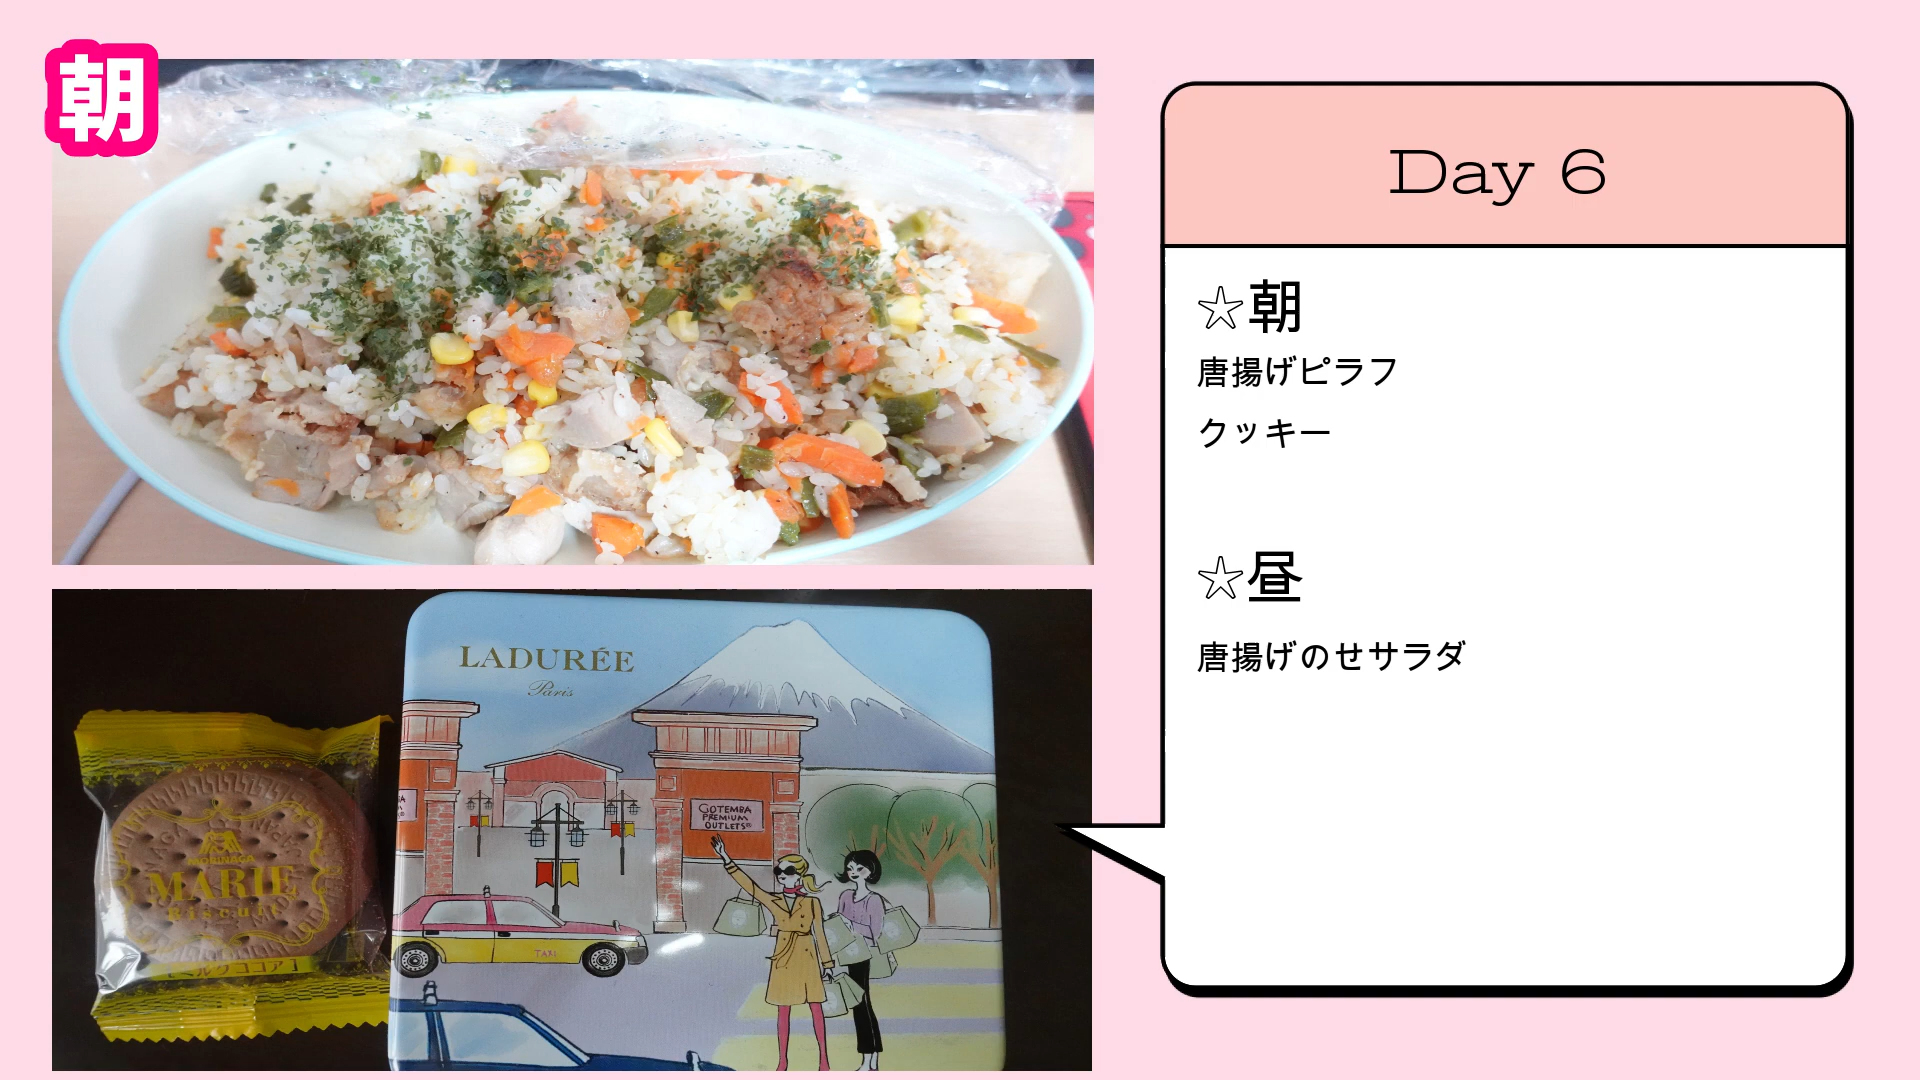 朝
Day 6
☆朝
唐揚げピラフ
クッキー
☆昼
唐揚げのせサラダ
LADURÉE
Paris
GOTEMBA
PREMIUM
OUTLETS®
TAXI
MORINAGA
MARIE
Biscuit
ミルクココア